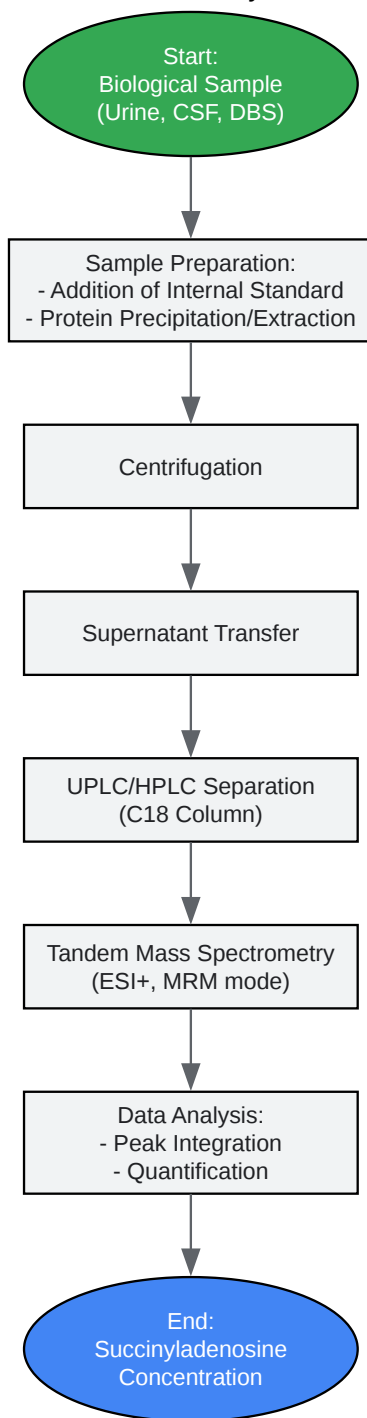 Start:
Biological Sample
(Urine, CSF, DBS)
Sample Preparation:
- Addition of Internal Standard
- Protein Precipitation/Extraction
Centrifugation
Supernatant Transfer
UPLC/HPLC Separation
(C18 Column)
Tandem Mass Spectrometry
(ESI+, MRM mode)
Data Analysis:
- Peak Integration
- Quantification
End:
Succinyladenosine
Concentration